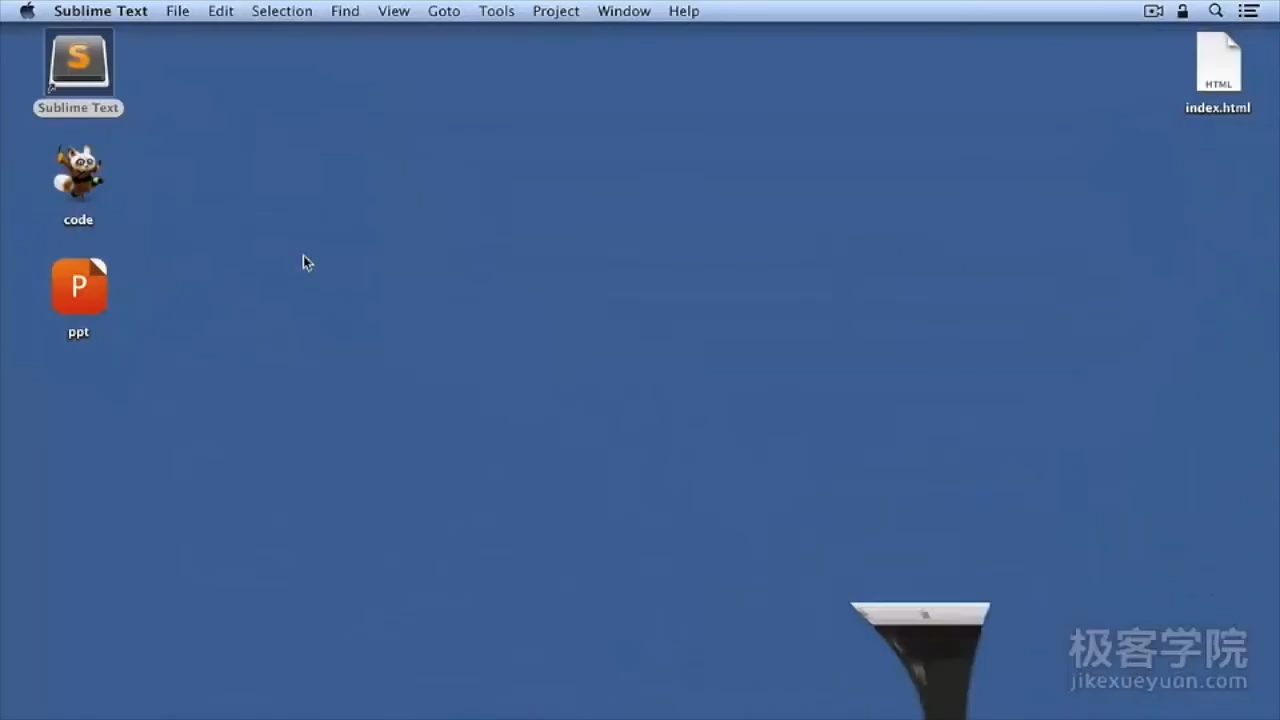 Sublime Text File Edit Selection Find View Goto Tools Project Window Help
S
Sublime Text
HTML
index.html
code
P
ppt
极客学院
jikexueyuan.com